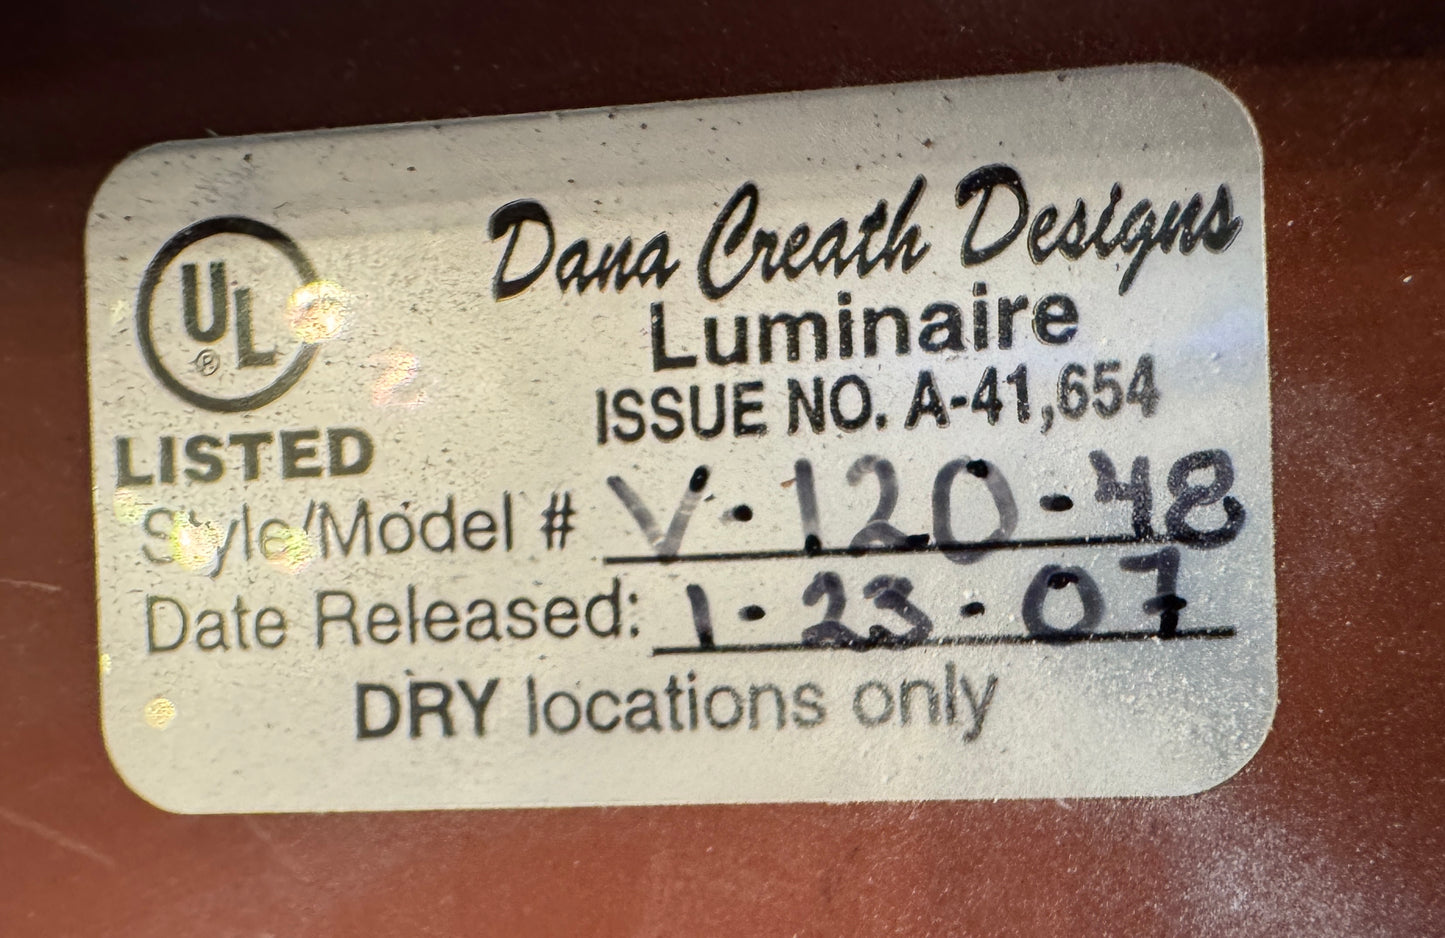 UL ®
LISTED
Dana Creath Designs
Luminaire
ISSUE NO. A-41,654
Style/Model # V-120-48
Date Released: 1-23-07
DRY locations only